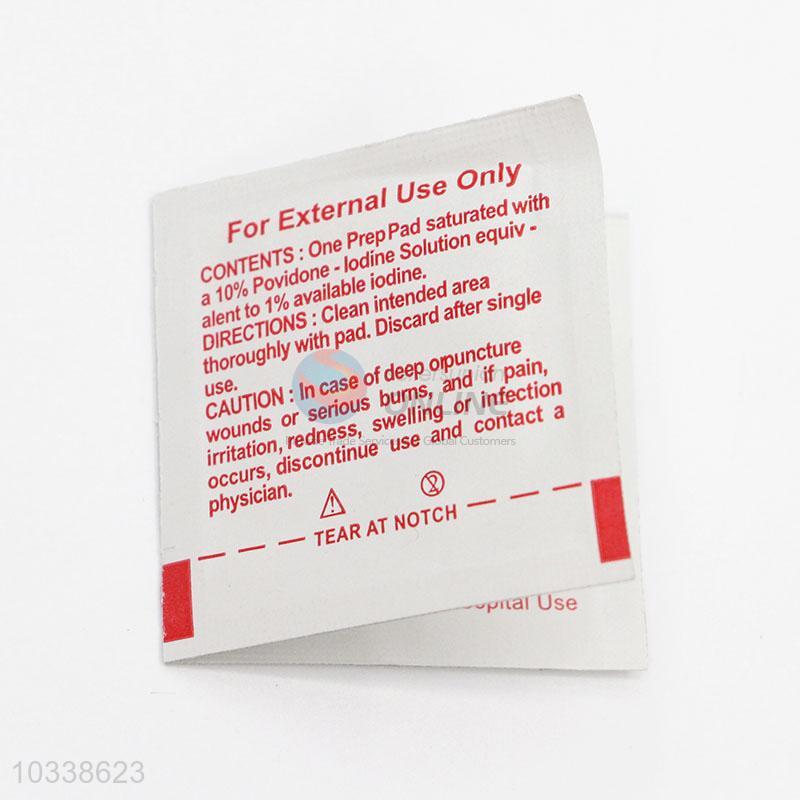 For External Use Only
CONTENTS : One Prep Pad saturated with
a 10% Povidone - Iodine Solution equiv -
alent to 1% available iodine.
DIRECTIONS : Clean intended area
thoroughly with pad. Discard after single
use.
CAUTION : In case of deep orpuncture
wounds or serious burns, and if pain,
irritation, redness, swelling or infection
occurs, discontinue use and contact a
physician.
TEAR AT NOTCH
Use
ONLINE
Global Customers
10338623